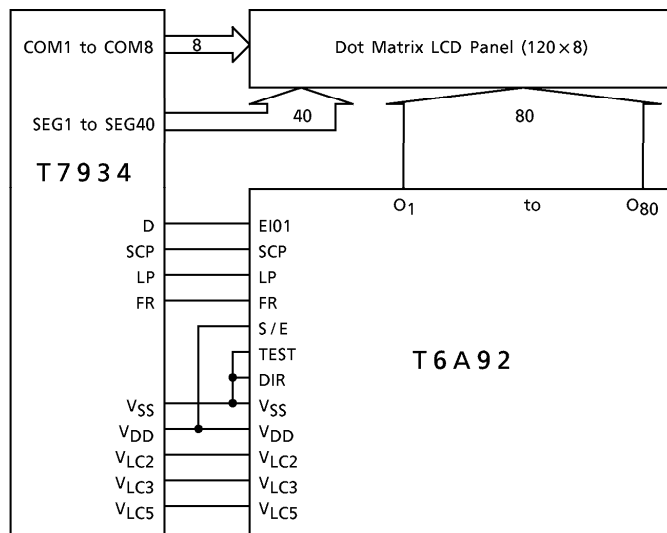 COM1 to COM8
8
Dot Matrix LCD Panel (120×8)
SEG1 to SEG40
40
80
T7934
O1 to O80
D
EI01
SCP
SCP
LP
LP
FR
FR
S/E
TEST
T6A92
DIR
VSS
VSS
VDD
VDD
VLC2
VLC2
VLC3
VLC3
VLC5
VLC5